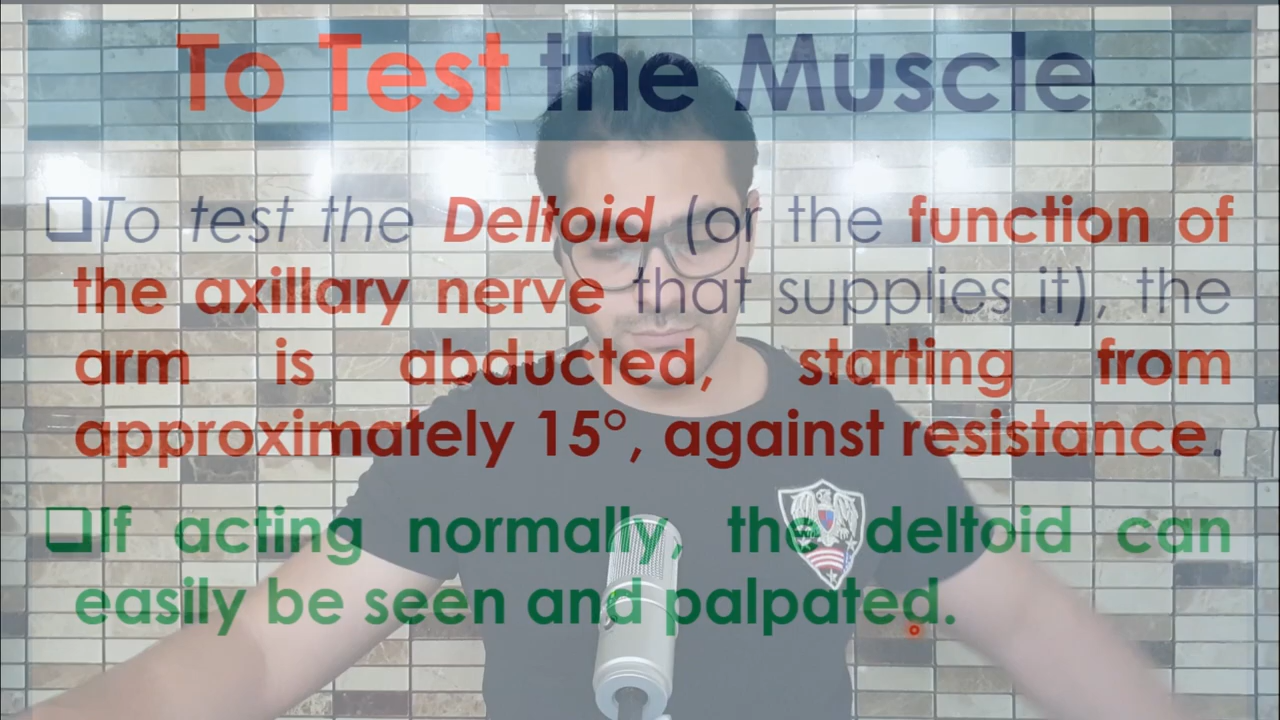 To Test the Muscle
❑To test the Deltoid (or the function of
the axillary nerve that supplies it), the
arm is abducted, starting from
approximately 15°, against resistance.
❑If acting normally, the deltoid can
easily be seen and palpated.